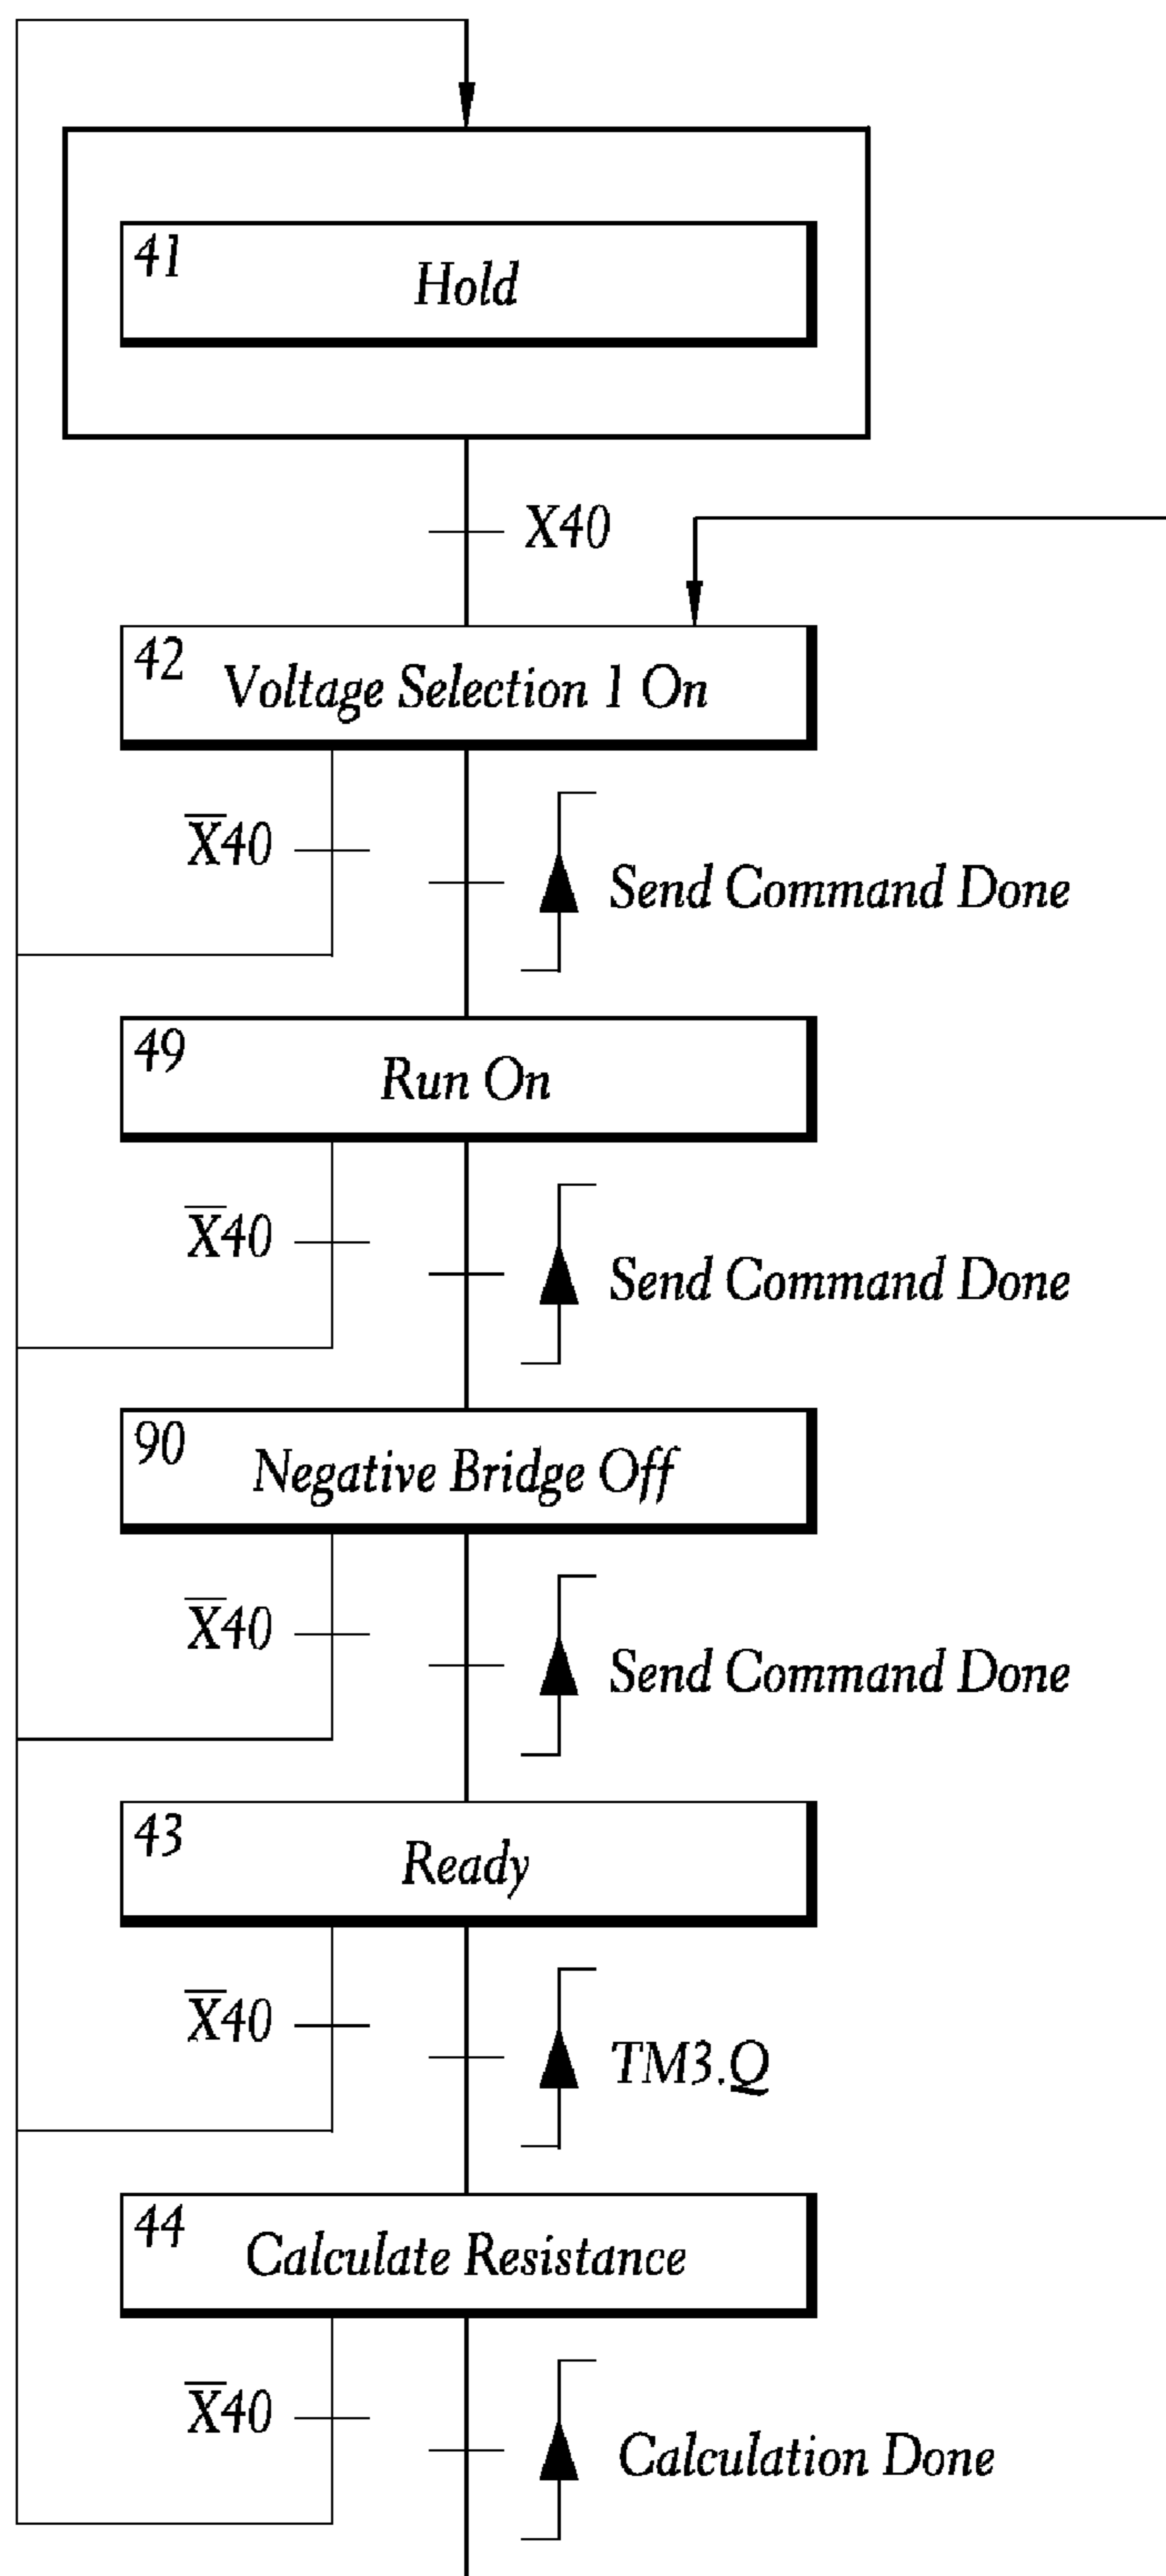 41
Hold
X40
42
Voltage Selection 1 On
X̅40
Send Command Done
49
Run On
X̅40
Send Command Done
90
Negative Bridge Off
X̅40
Send Command Done
43
Ready
X̅40
TM3.Q
44
Calculate Resistance
X̅40
Calculation Done